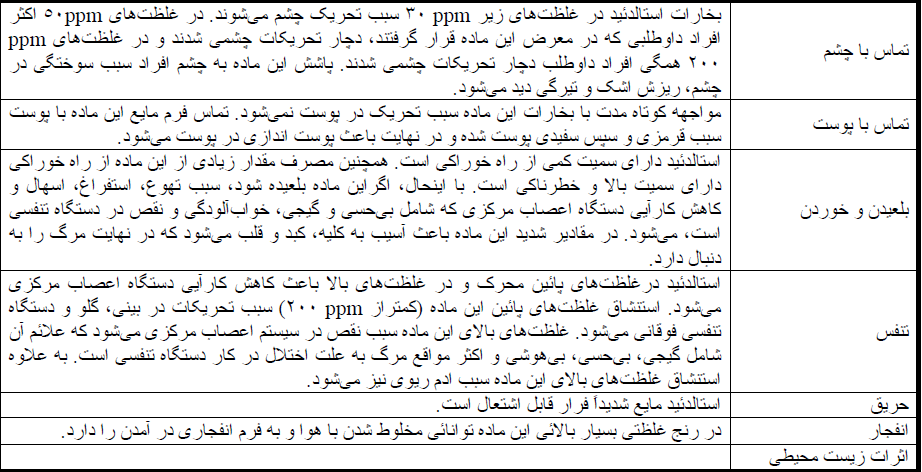 تماس با چشم
بخارات استالدئید در غلظت‌های زیر ۳۰ ppm سبب تحریک چشم می‌شوند. در غلظت‌های ۵۰ppm اکثر
افراد داوطلبی که در معرض این ماده قرار گرفتند، دچار تحریکات چشمی شدند و در غلظت‌های ppm
۲۰۰ همگی افراد داوطلب دچار تحریکات چشمی شدند. پاشش این ماده به چشم افراد سبب سوختگی در
چشم، ریزش اشک و تیرگی دید می‌شود.
تماس با پوست
مواجهه کوتاه مدت با بخارات این ماده سبب تحریک در پوست نمی‌شود. تماس فرم مایع این ماده با پوست
سبب قرمزی و سپس سفیدی پوست شده و در نهایت باعث پوست اندازی در پوست می‌شود.
بلعیدن و خوردن
استالدئید دارای سمیت کمی از راه خوراکی است. همچنین مصرف مقدار زیادی از این ماده از راه خوراکی
دارای سمیت بالا و خطرناکی است. با اینحال، اگراین ماده بلعیده شود، سبب تهوع، استفراغ، اسهال و
کاهش کارآیی دستگاه اعصاب مرکزی که شامل بی‌حسی و گیجی، خواب‌آلودگی و نقص در دستگاه تنفسی
است، می‌شود. در مقادیر شدید این ماده باعث آسیب به کلیه، کبد و قلب می‌شود که در نهایت مرگ را به
دنبال دارد.
تنفس
استالدئید درغلظت‌های پائین محرک و در غلظت‌های بالا باعث کاهش کارآیی دستگاه اعصاب مرکزی
می‌شود. استنشاق غلظت‌های پائین این ماده (کمتر از ۲۰۰ ppm) سبب تحریکات در بینی، گلو و دستگاه
تنفسی فوقانی می‌شود. غلظت‌های بالای این ماده سبب نقص در سیستم اعصاب مرکزی می‌شود که علائم آن
شامل گیجی، بی‌حسی، بی‌هوشی و اکثر مواقع مرگ به علت اختلال در کار دستگاه تنفسی است. به علاوه
استنشاق غلظت‌های بالای این ماده سبب ادم ریوی نیز می‌شود.
حریق
استالدئید مایع شدیداً فرار قابل اشتعال است.
انفجار
در رنج غلظتی بسیار بالائی این ماده توانائی مخلوط شدن با هوا و به فرم انفجاری در آمدن را دارد.
اثرات زیست محیطی